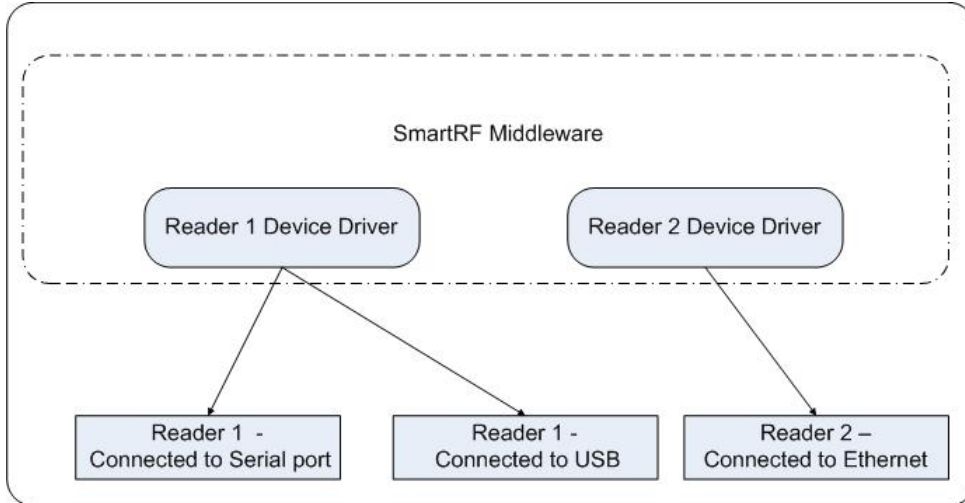 SmartRF Middleware
Reader 1 Device Driver
Reader 2 Device Driver
Reader 1 -
Connected to Serial port
Reader 1 -
Connected to USB
Reader 2 –
Connected to Ethernet